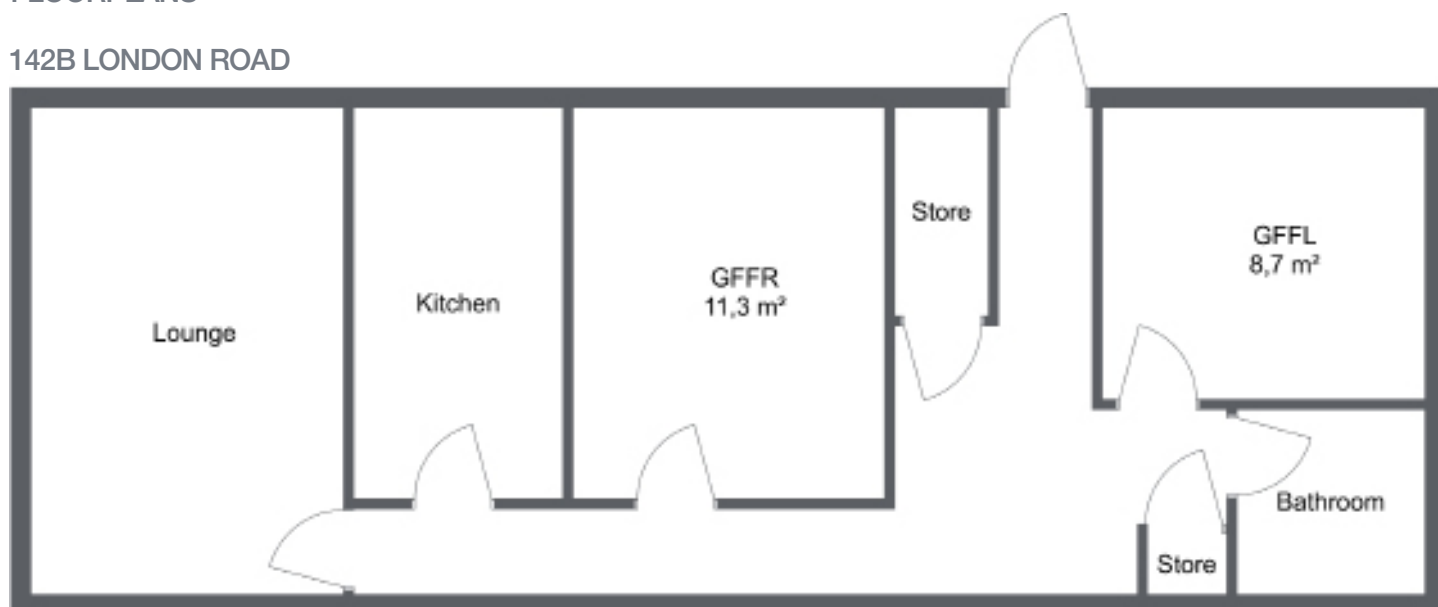 142B LONDON ROAD
Store
GFFL
8,7 m²
GFFR
11,3 m²
Kitchen
Lounge
Bathroom
Store